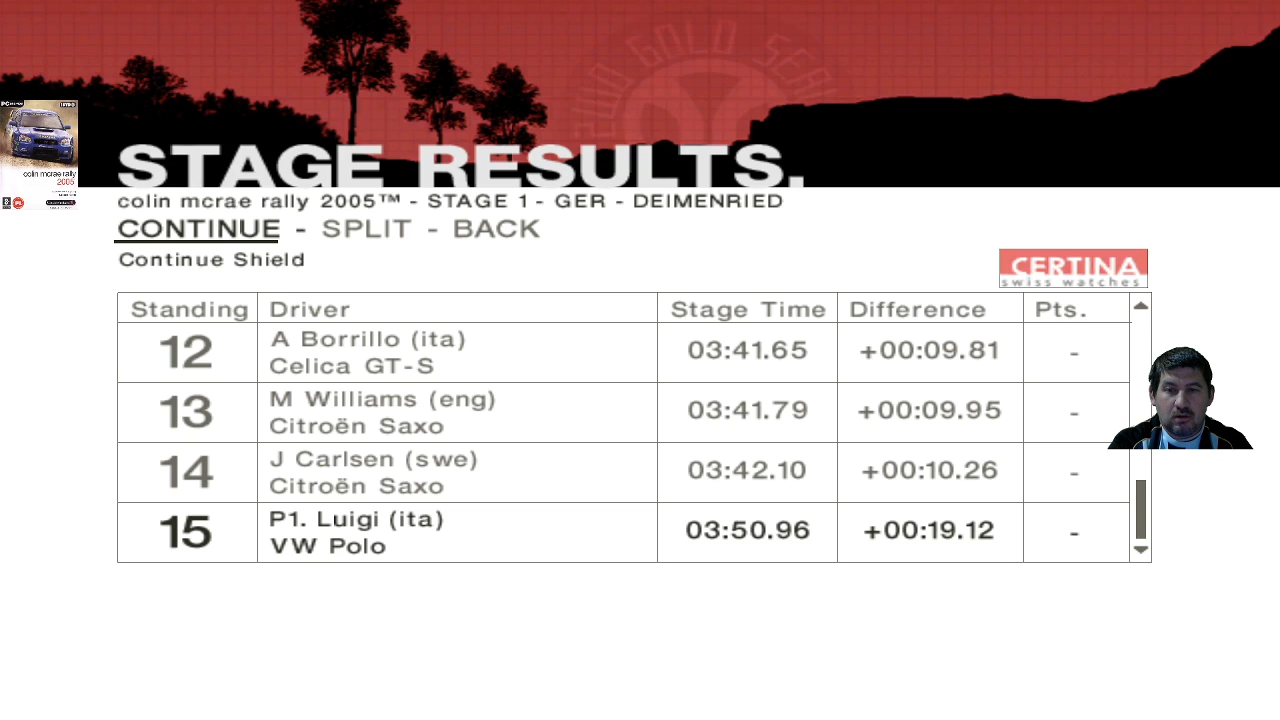 GOLD SERI
STAGE RESULTS.
colin mcrae rally 2005™ - STAGE 1 - GER - DEIMENRIED
CONTINUE - SPLIT - BACK
Continue Shield
colin mcrae rally
2005
CERTINA
swiss watches
Standing Driver Stage Time Difference Pts.
12 A Borrillo (ita) 03:41.65 +00:09.81 -
Celica GT-S
13 M Williams (eng) 03:41.79 +00:09.95 -
Citroën Saxo
14 J Carlsen (swe) 03:42.10 +00:10.26 -
Citroën Saxo
15 P1. Luigi (ita) 03:50.96 +00:19.12 -
VW Polo